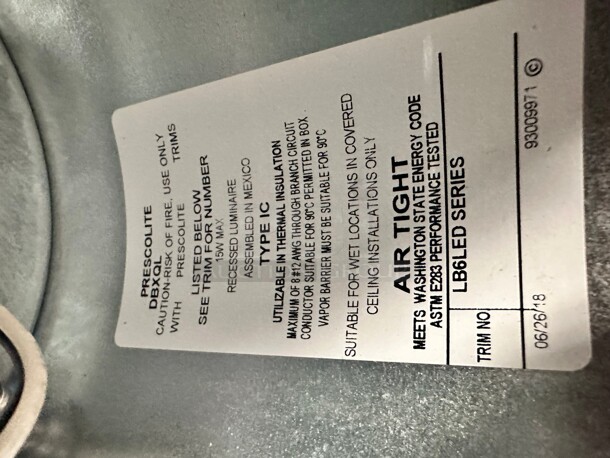 PRESCOLITE
DBXQL
CAUTION-RISK OF FIRE, USE ONLY
WITH PRESCOLITE TRIMS
LISTED BELOW
SEE TRIM FOR NUMBER
15W MAX
RECESSED LUMINAIRE
ASSEMBLED IN MEXICO
TYPE IC
UTILIZABLE IN THERMAL INSULATION
MAXIMUM OF 8 #12 AWG THROUGH BRANCH CIRCUIT
CONDUCTOR SUITABLE FOR 90°C PERMITTED IN BOX
VAPOR BARRIER MUST BE SUITABLE FOR 90°C
SUITABLE FOR WET LOCATIONS IN COVERED
CEILING INSTALLATIONS ONLY
AIR TIGHT
MEETS WASHINGTON STATE ENERGY CODE
ASTM E283 PERFORMANCE TESTED
LB6LED SERIES
TRIM NO
06/26/18 93009971 ©